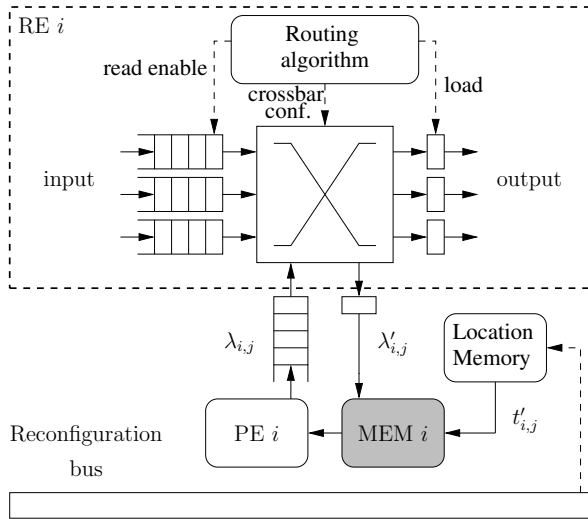 RE i
Routing
algorithm
read enable
crossbar
conf.
load
input
output
λi,j
λ′i,j
Location
Memory
PE i
MEM i
t′i,j
Reconfiguration
bus